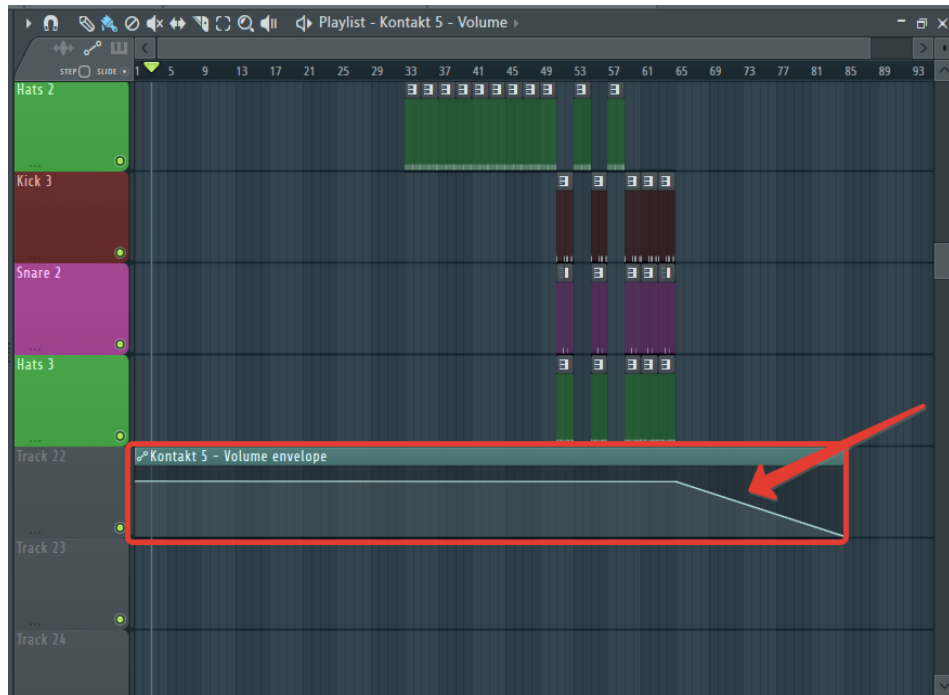 Playlist - Kontakt 5 - Volume
STEP SLIDE 1 5 9 13 17 21 25 29 33 37 41 45 49 53 57 61 65 69 73 77 81 85 89 93
Hats 2
Kick 3
Snare 2
Hats 3
Track 22
Kontakt 5 - Volume envelope
Track 23
Track 24